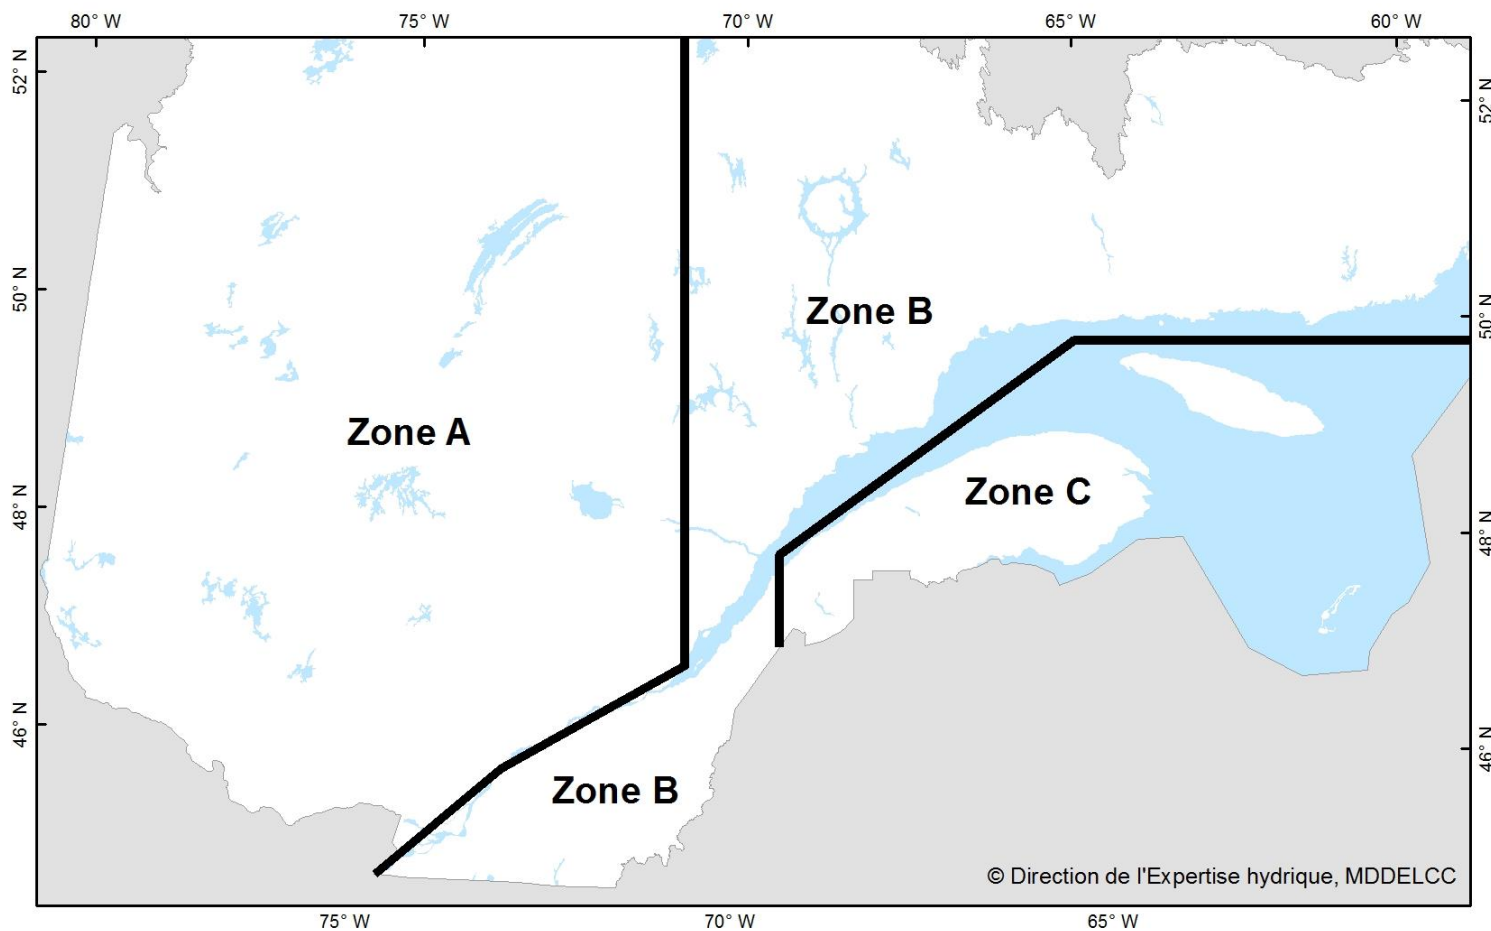 80° W 75° W 70° W 65° W 60° W
52° N
52° N
50° N
50° N
Zone B
Zone A
Zone C
48° N
48° N
46° N
46° N
Zone B
© Direction de l'Expertise hydrique, MDDELCC
75° W 70° W 65° W